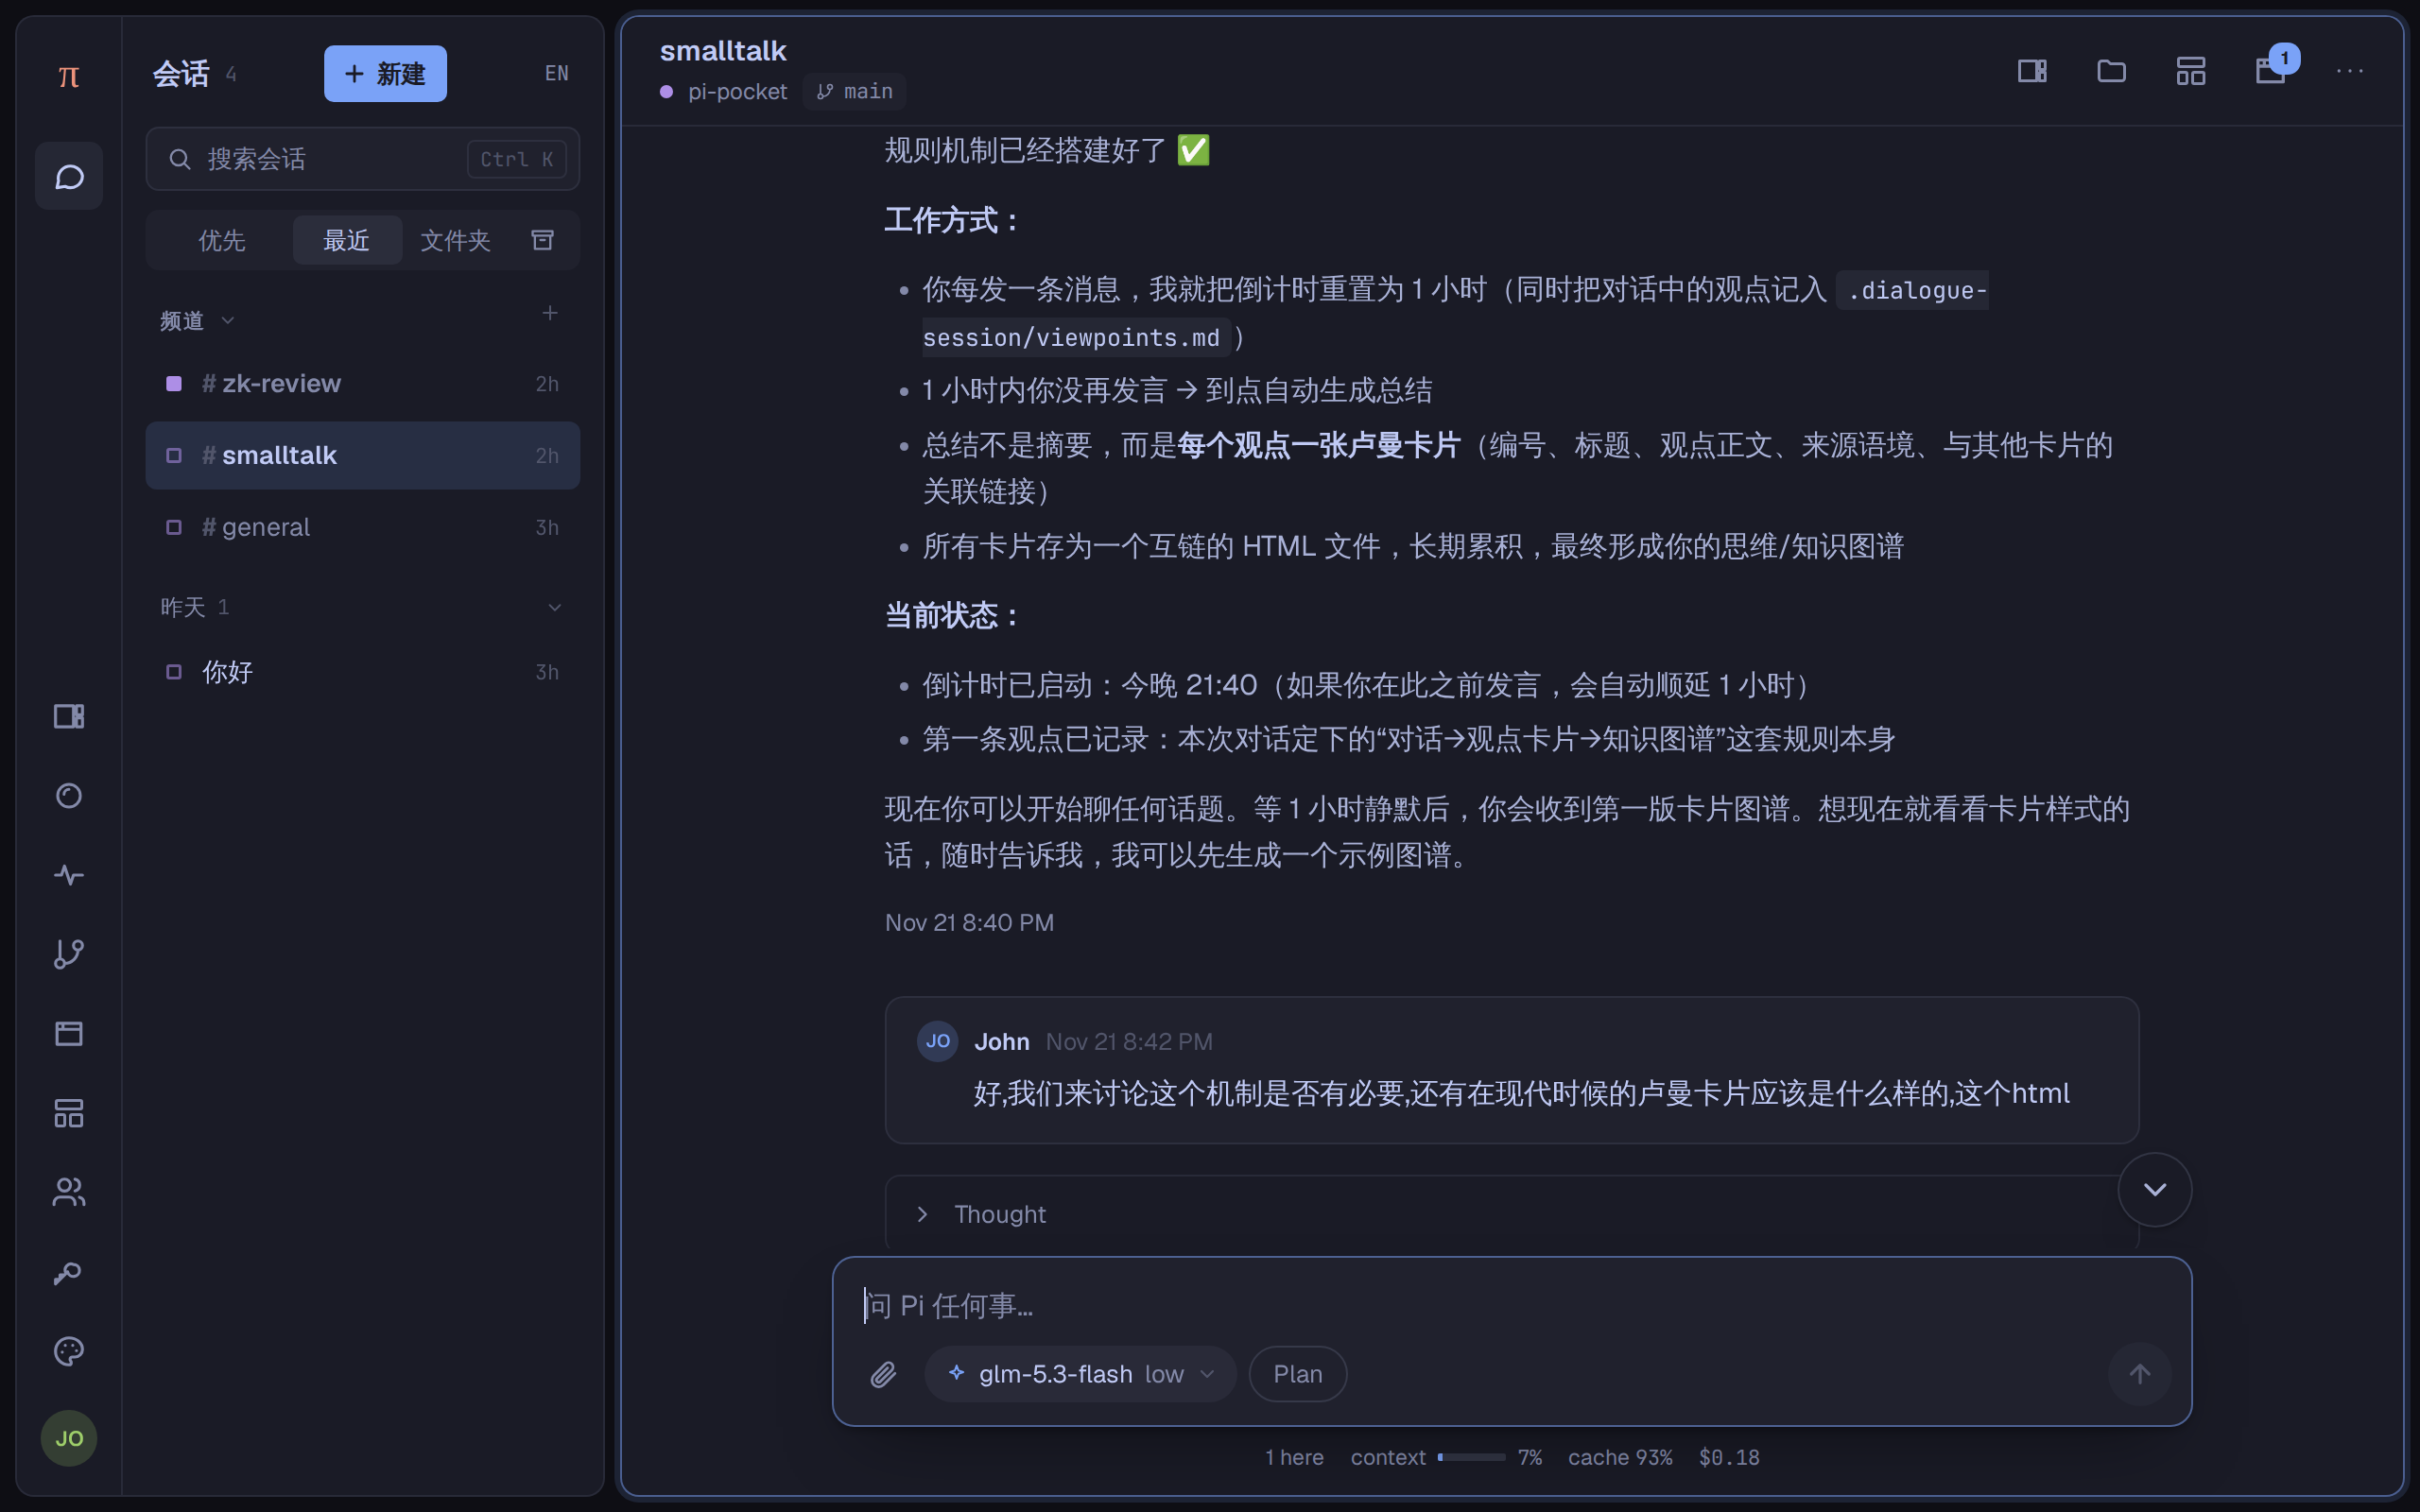 π
会话 4
+ 新建
EN
搜索会话
Ctrl K
优先
最近
文件夹
频道
# zk-review 2h
# smalltalk 2h
# general 3h
昨天 1
你好 3h
JO
smalltalk
pi-pocket
main
1
规则机制已经搭建好了 ✅
工作方式：
• 你每发一条消息，我就把倒计时重置为 1 小时（同时把对话中的观点记入 .dialogue-
session/viewpoints.md）
• 1 小时内你没再发言 → 到点自动生成总结
• 总结不是摘要，而是每个观点一张卢曼卡片（编号、标题、观点正文、来源语境、与其他卡片的
关联链接）
• 所有卡片存为一个互链的 HTML 文件，长期累积，最终形成你的思维/知识图谱
当前状态：
• 倒计时已启动：今晚 21:40（如果你在此之前发言，会自动顺延 1 小时）
• 第一条观点已记录：本次对话定下的“对话→观点卡片→知识图谱”这套规则本身
现在你可以开始聊任何话题。等 1 小时静默后，你会收到第一版卡片图谱。想现在就看看卡片样式的
话，随时告诉我，我可以先生成一个示例图谱。
Nov 21 8:40 PM
JO John Nov 21 8:42 PM
好,我们来讨论这个机制是否有必要,还有在现代时候的卢曼卡片应该是什么样的,这个html
Thought
问 Pi 任何事…
glm-5.3-flash low
Plan
1 here context 7% cache 93% $0.18